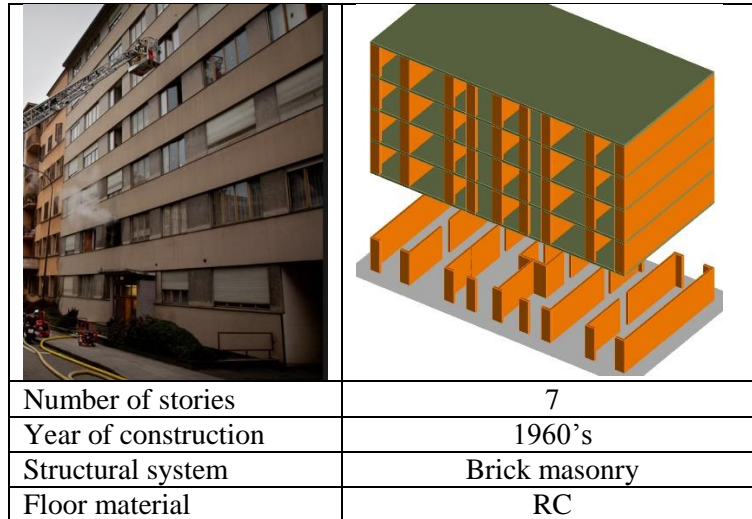 Number of stories 7
Year of construction 1960’s
Structural system Brick masonry
Floor material RC